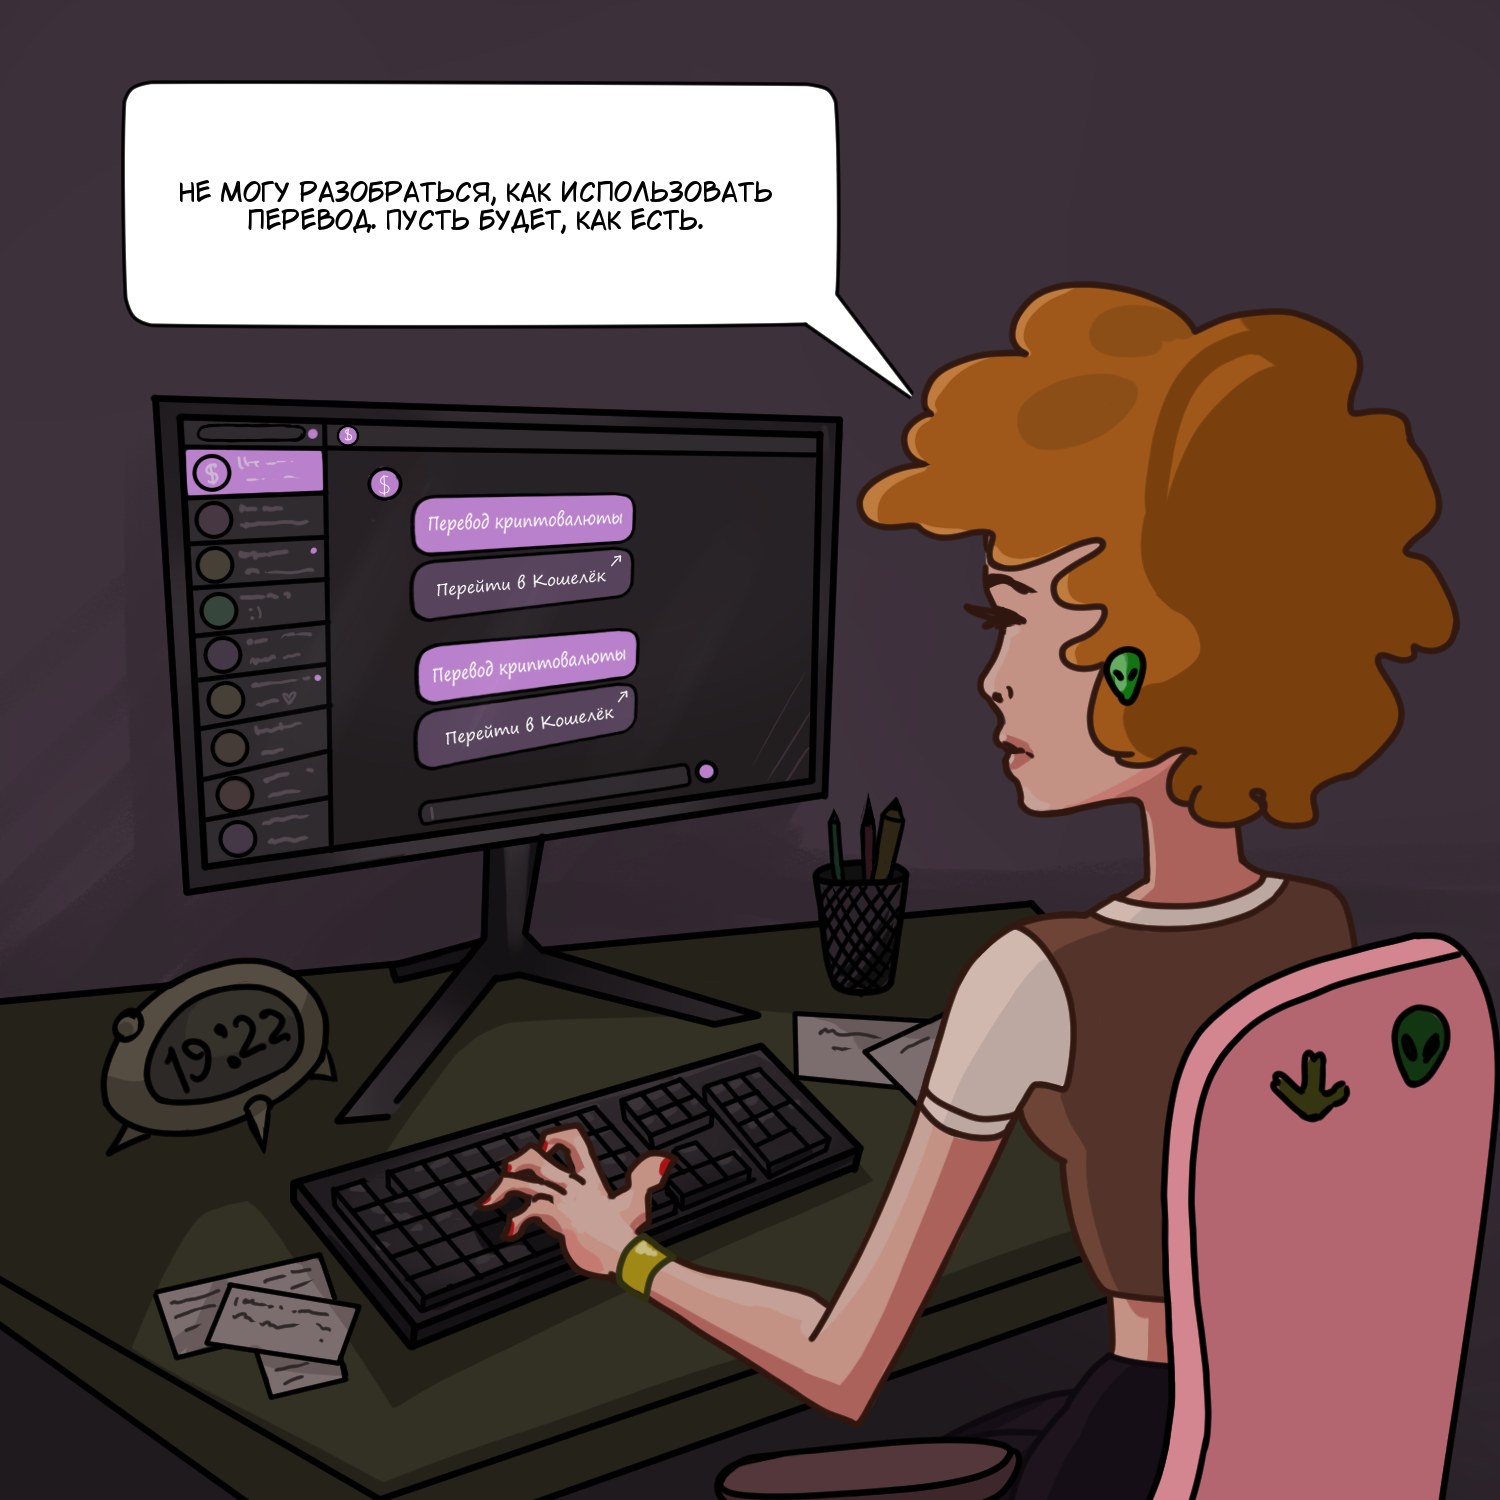 НЕ МОГУ РАЗОБРАТЬСЯ, КАК ИСПОЛЬЗОВАТЬ
ПЕРЕВОД. ПУСТЬ БУДЕТ, КАК ЕСТЬ.
$
$
$
Перевод криптовалюты
Перейти в Кошелёк
:)
Перевод криптовалюты
Перейти в Кошелёк
19:22